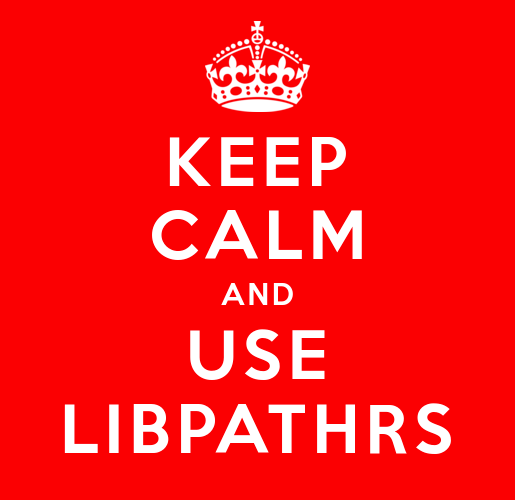 KEEP
CALM
AND
USE
LIBPATHRS